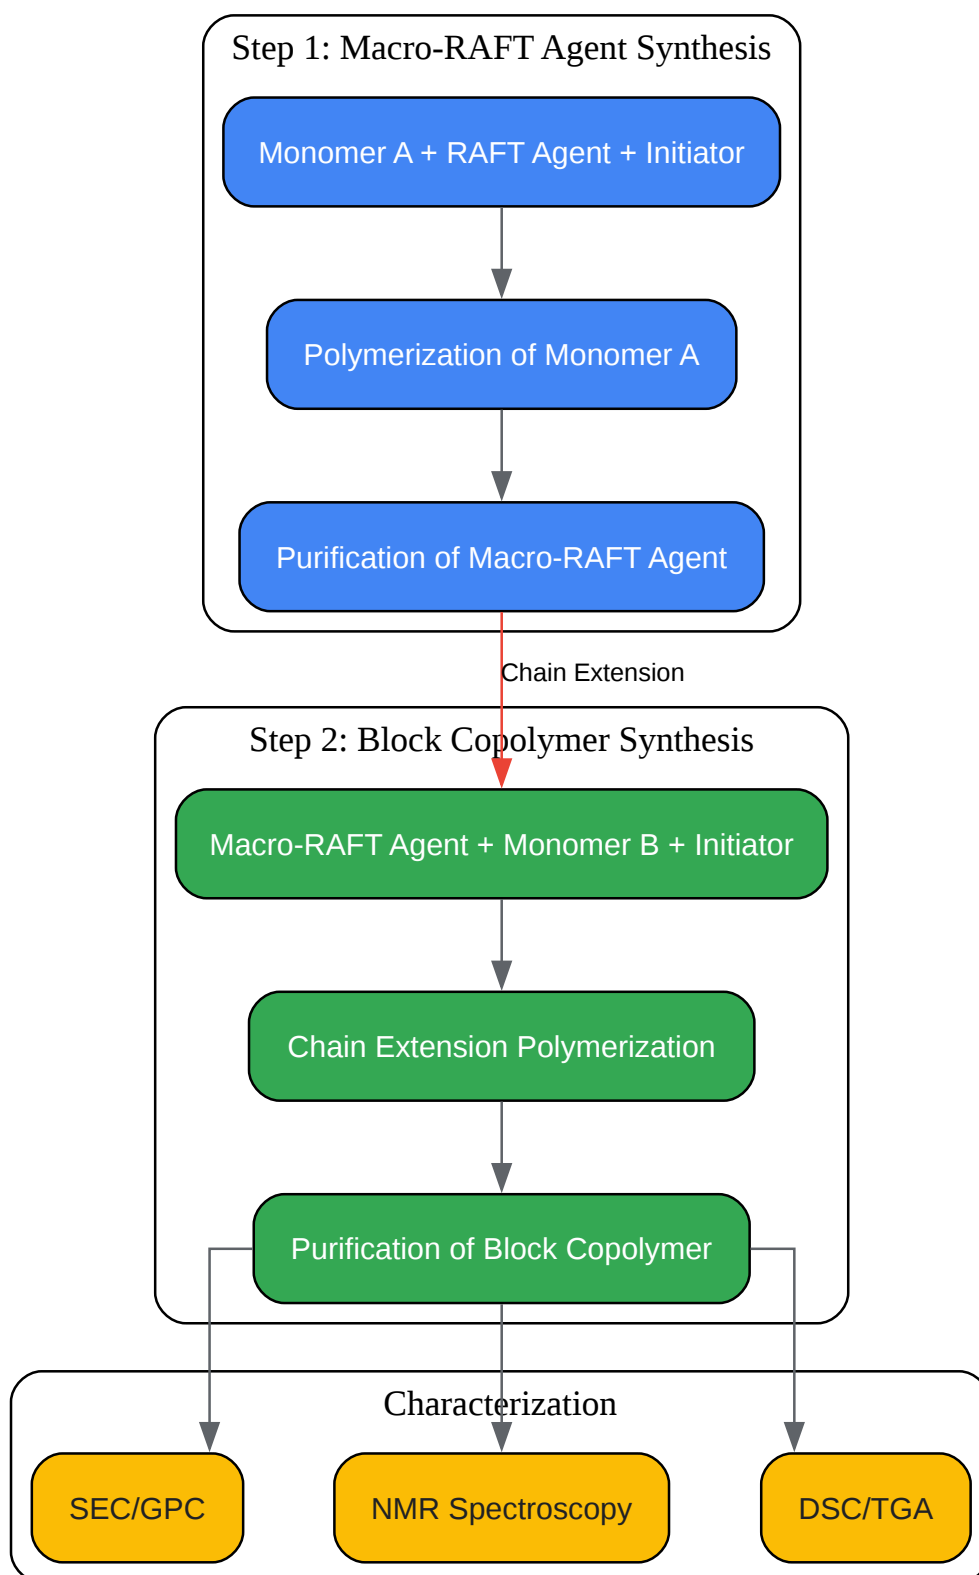 Step 1: Macro-RAFT Agent Synthesis
Monomer A + RAFT Agent + Initiator
Polymerization of Monomer A
Purification of Macro-RAFT Agent
Chain Extension
Step 2: Block Copolymer Synthesis
Macro-RAFT Agent + Monomer B + Initiator
Chain Extension Polymerization
Purification of Block Copolymer
Characterization
SEC/GPC
NMR Spectroscopy
DSC/TGA